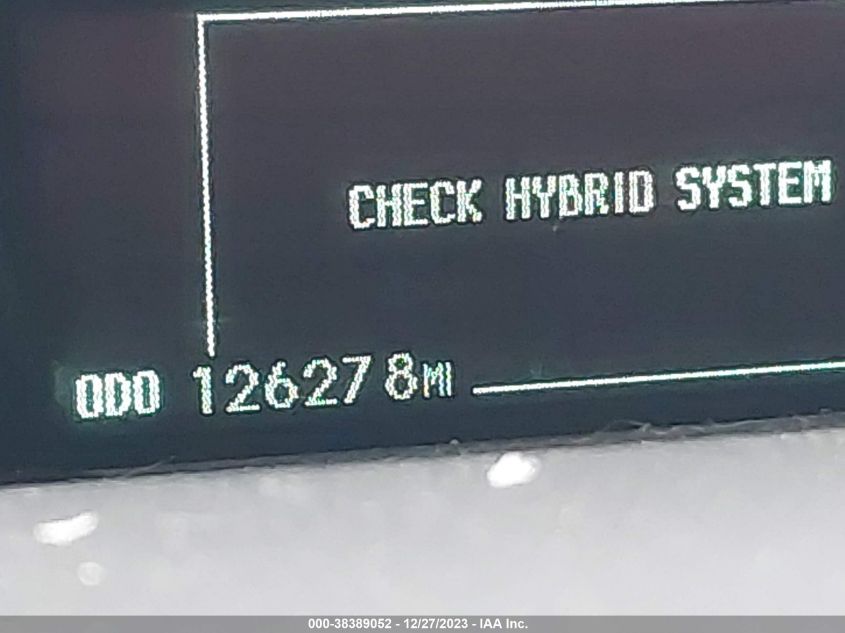 CHECK HYBRID SYSTEM
ODO 126278MI
000-38389052 - 12/27/2023 - IAA Inc.